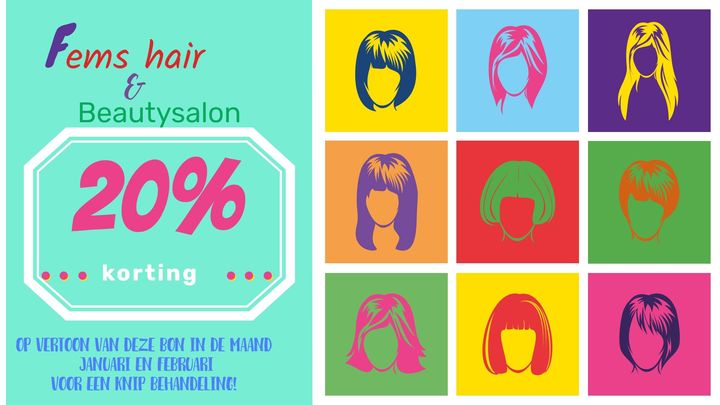 Fems hair
&
Beautysalon
20%
korting
OP VERTOON VAN DEZE BON IN DE MAAND
JANUARI EN FEBRUARI
VOOR EEN KNIP BEHANDELING!